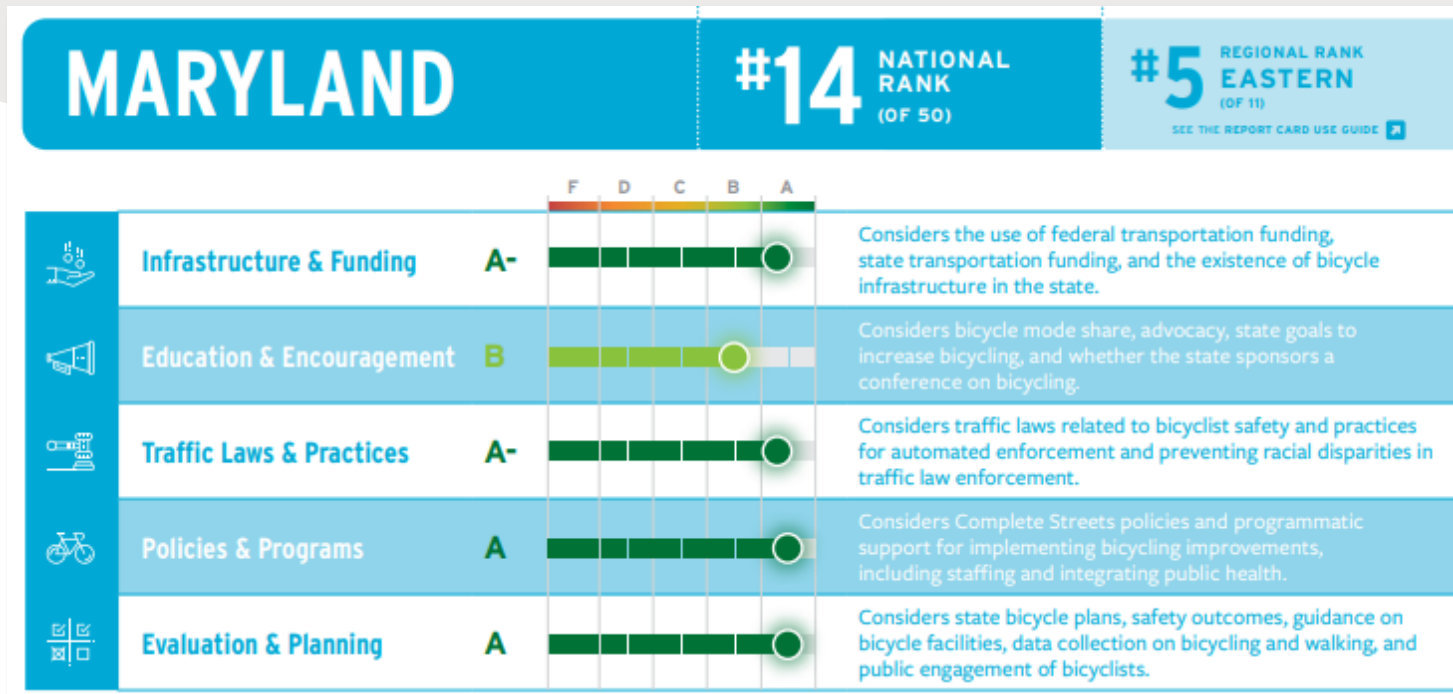 MARYLAND
#14 NATIONAL
RANK
(OF 50)
#5 REGIONAL RANK
EASTERN
(OF 11)
SEE THE REPORT CARD USE GUIDE
F D C B A
Infrastructure & Funding A-
Considers the use of federal transportation funding,
state transportation funding, and the existence of bicycle
infrastructure in the state.
Education & Encouragement B
Considers bicycle mode share, advocacy, state goals to
increase bicycling, and whether the state sponsors a
conference on bicycling.
Traffic Laws & Practices A-
Considers traffic laws related to bicyclist safety and practices
for automated enforcement and preventing racial disparities in
traffic law enforcement.
Policies & Programs A
Considers Complete Streets policies and programmatic
support for implementing bicycling improvements,
including staffing and integrating public health.
Evaluation & Planning A
Considers state bicycle plans, safety outcomes, guidance on
bicycle facilities, data collection on bicycling and walking, and
public engagement of bicyclists.